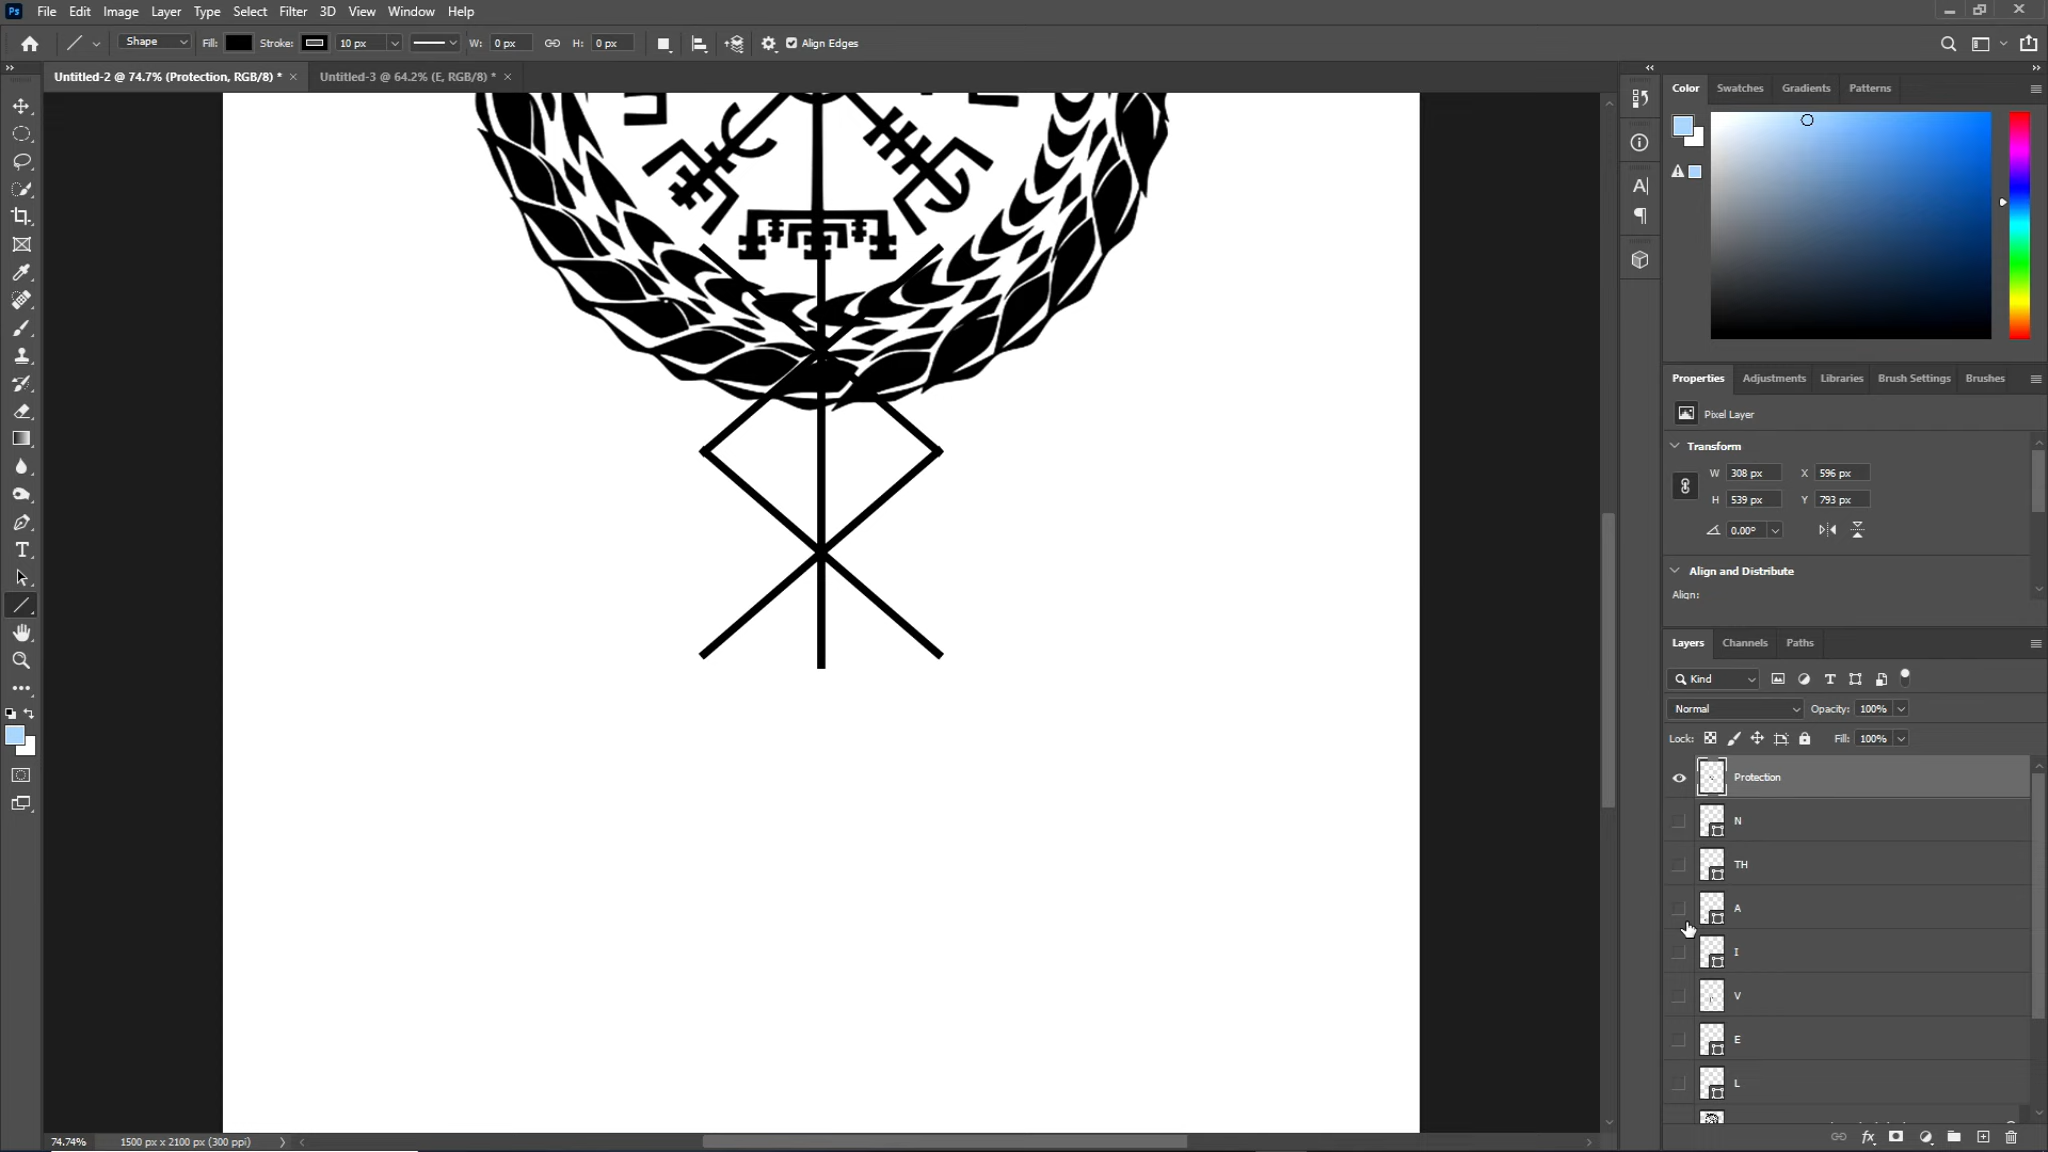 Ps File Edit Image Layer Type Select Filter 3D View Window Help
Shape Fill: Stroke: 10 px W: 0 px H: 0 px Align Edges
Untitled-2 @ 74.7% (Protection, RGB/8) * × Untitled-3 @ 64.2% (E, RGB/8) * ×
Color Swatches Gradients Patterns
Properties Adjustments Libraries Brush Settings Brushes
Pixel Layer
Transform
W 308 px X 596 px
H 539 px Y 793 px
0.00°
Align and Distribute
Align:
Layers Channels Paths
Kind
Normal Opacity: 100%
Lock: Fill: 100%
Protection
N
TH
A
I
V
E
L
74.74% 1500 px x 2100 px (300 ppi)